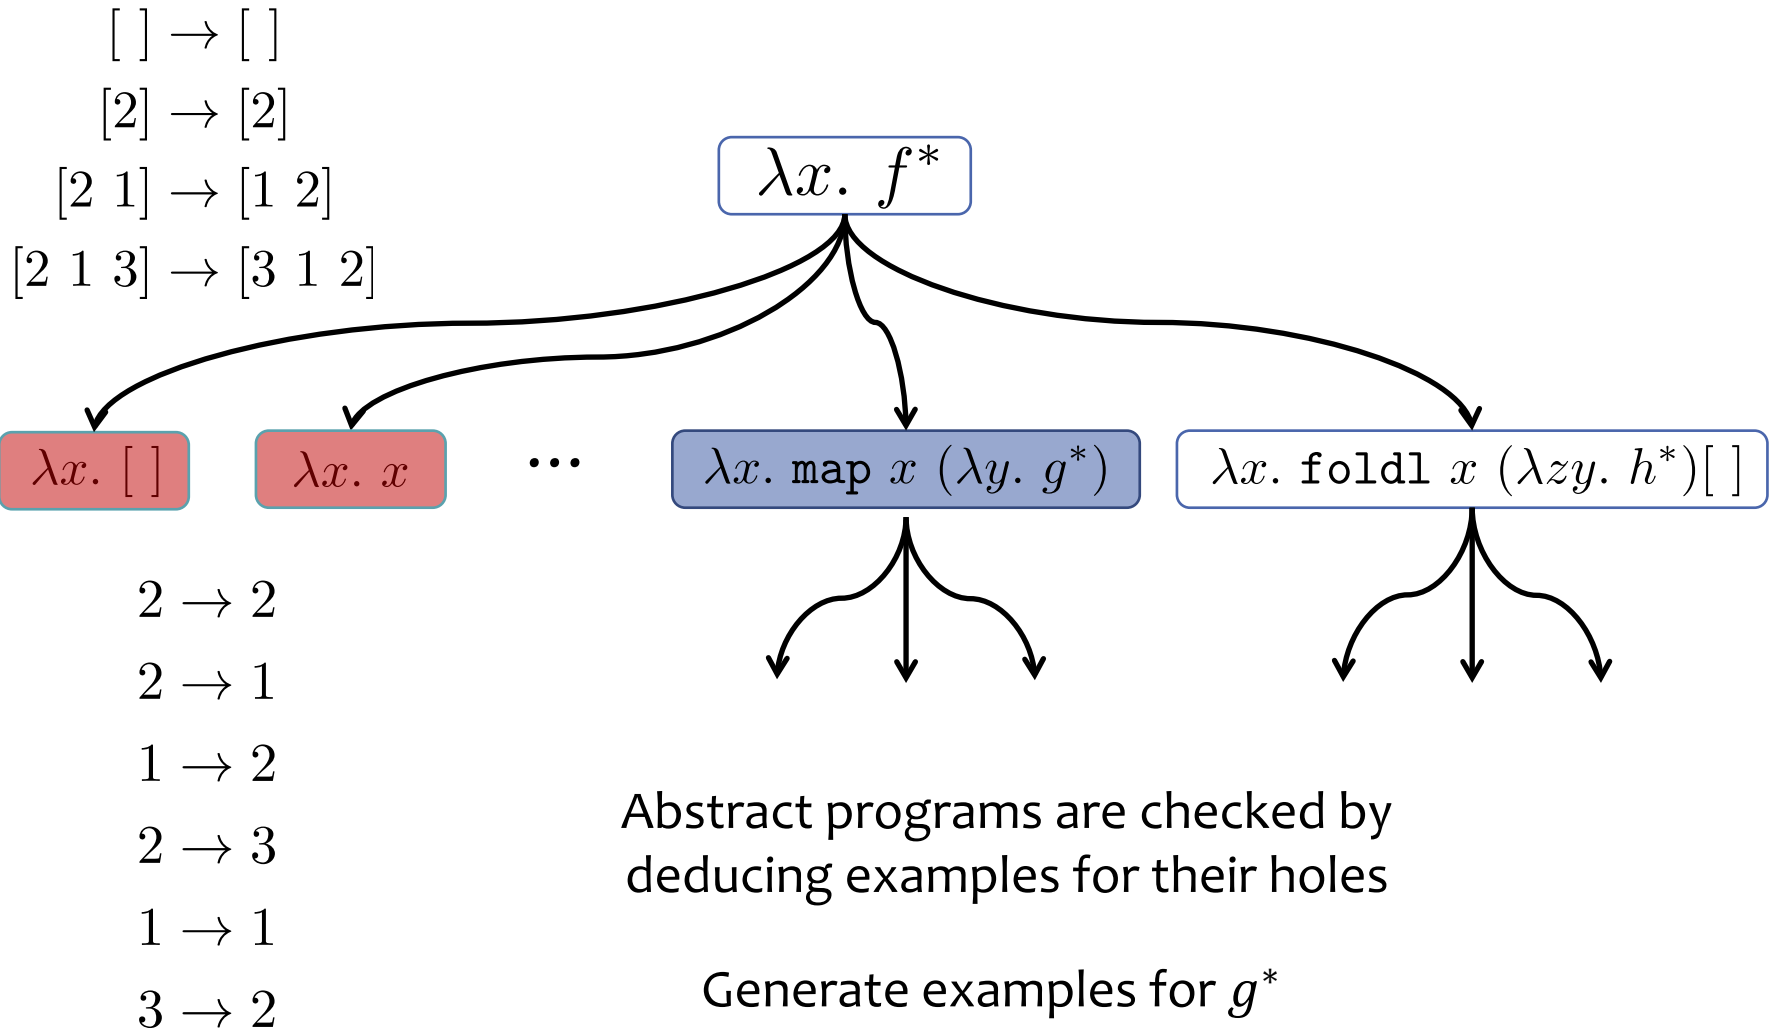 [ ] → [ ]
[2] → [2]
[2 1] → [1 2]
[2 1 3] → [3 1 2]
λx. f*
λx. [ ]
λx. x
...
λx. map x (λy. g*)
λx. foldl x (λzy. h*)[ ]
2 → 2
2 → 1
1 → 2
2 → 3
1 → 1
3 → 2
Abstract programs are checked by
deducing examples for their holes
Generate examples for g*